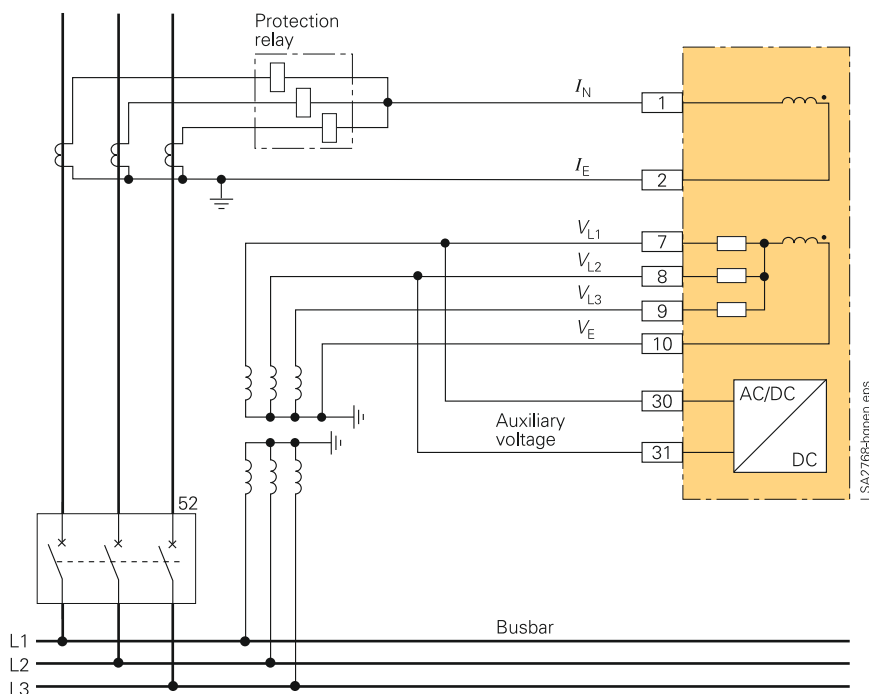 Protection
relay
I_N
1
I_E
2
V_L1
7
V_L2
8
V_L3
9
V_E
10
30
AC/DC
Auxiliary
voltage
31
DC
LSA2768-bgpen.eps
52
Busbar
L1
L2
L3